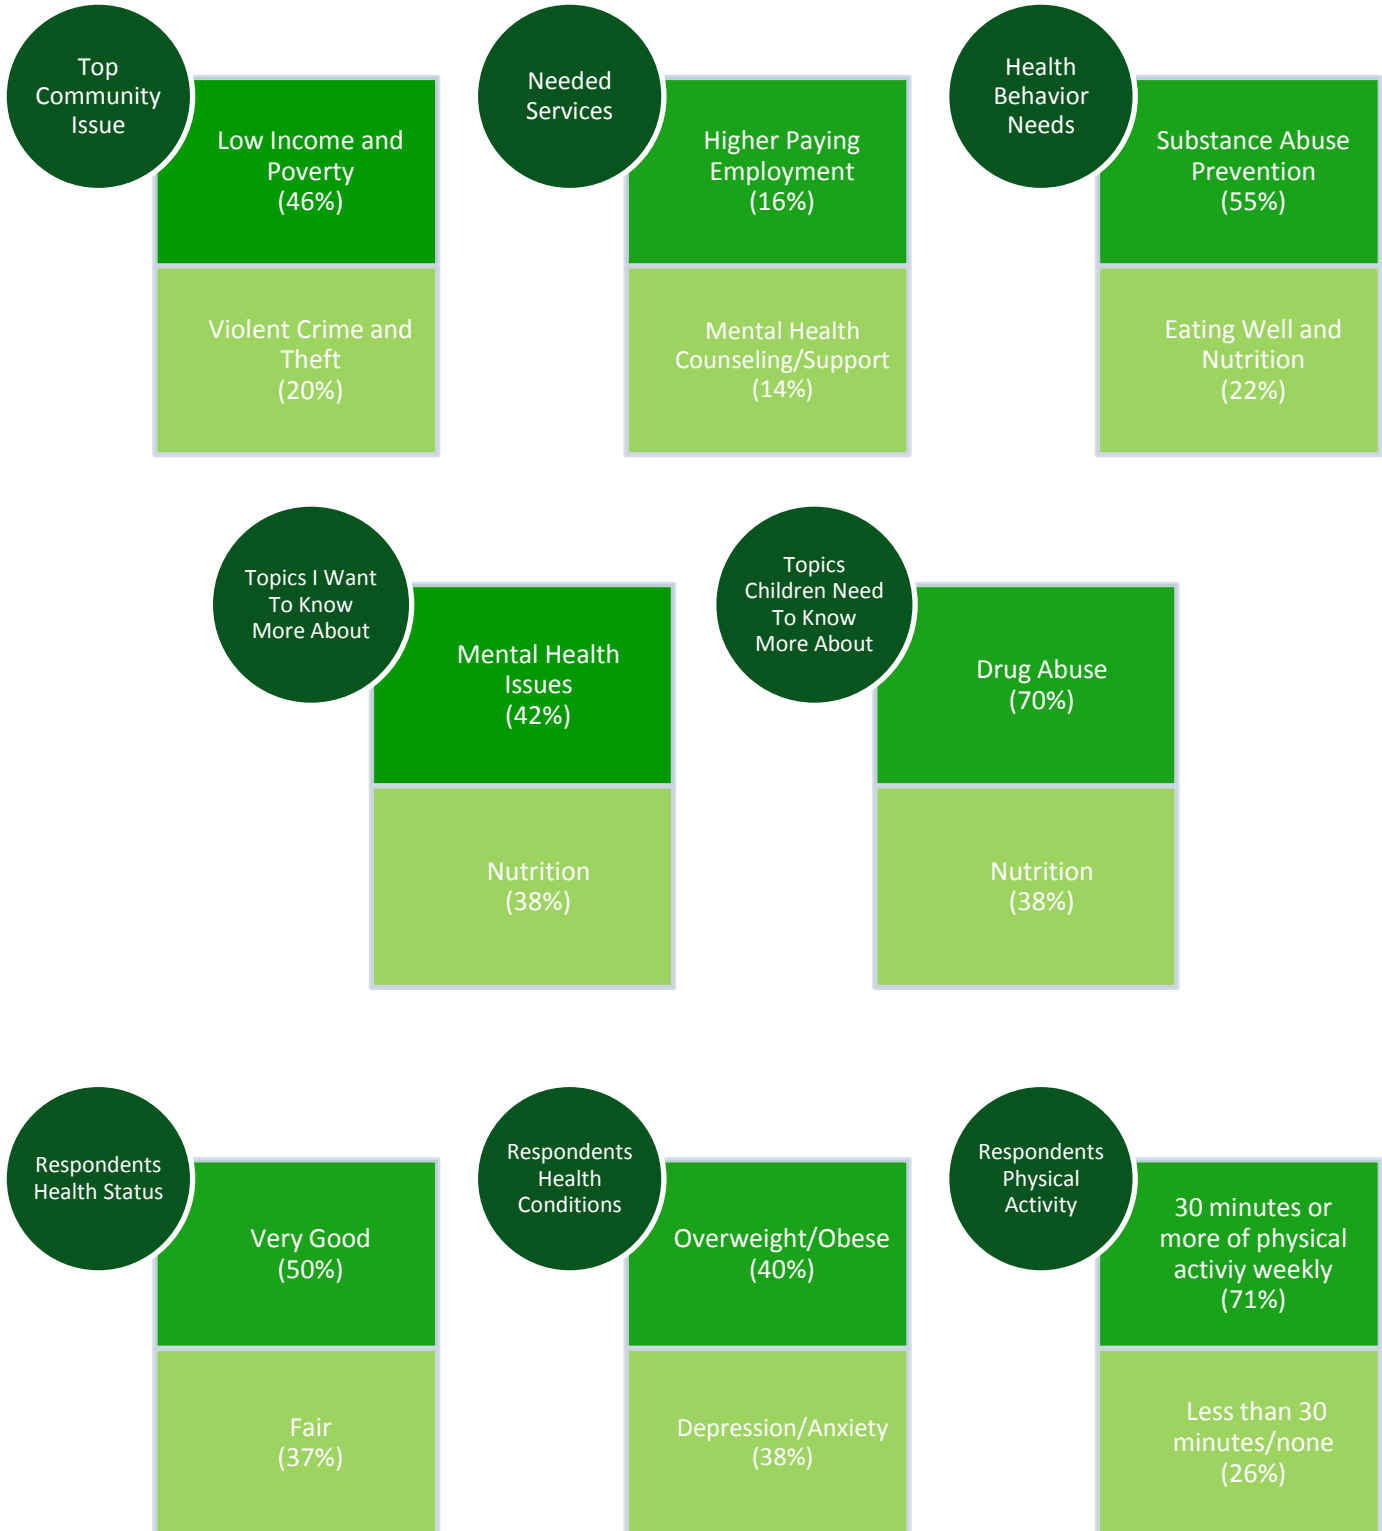 Top
Community
Issue
Low Income and
Poverty
(46%)
Violent Crime and
Theft
(20%)
Needed
Services
Higher Paying
Employment
(16%)
Mental Health
Counseling/Support
(14%)
Health
Behavior
Needs
Substance Abuse
Prevention
(55%)
Eating Well and
Nutrition
(22%)
Topics I Want
To Know
More About
Mental Health
Issues
(42%)
Nutrition
(38%)
Topics
Children Need
To Know
More About
Drug Abuse
(70%)
Nutrition
(38%)
Respondents
Health Status
Very Good
(50%)
Fair
(37%)
Respondents
Health
Conditions
Overweight/Obese
(40%)
Depression/Anxiety
(38%)
Respondents
Physical
Activity
30 minutes or
more of physical
activiy weekly
(71%)
Less than 30
minutes/none
(26%)